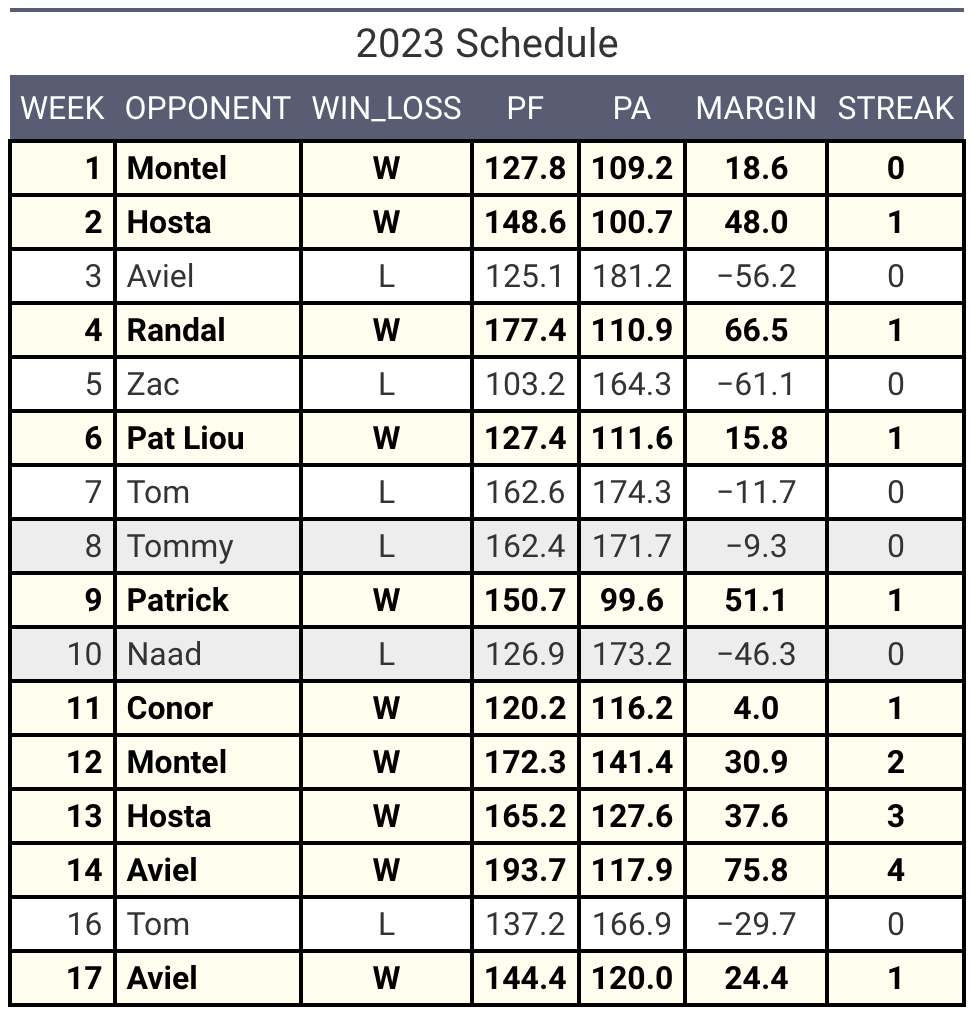 2023 Schedule
WEEK OPPONENT WIN_LOSS PF PA MARGIN STREAK
1 Montel W 127.8 109.2 18.6 0
2 Hosta W 148.6 100.7 48.0 1
3 Aviel L 125.1 181.2 −56.2 0
4 Randal W 177.4 110.9 66.5 1
5 Zac L 103.2 164.3 −61.1 0
6 Pat Liou W 127.4 111.6 15.8 1
7 Tom L 162.6 174.3 −11.7 0
8 Tommy L 162.4 171.7 −9.3 0
9 Patrick W 150.7 99.6 51.1 1
10 Naad L 126.9 173.2 −46.3 0
11 Conor W 120.2 116.2 4.0 1
12 Montel W 172.3 141.4 30.9 2
13 Hosta W 165.2 127.6 37.6 3
14 Aviel W 193.7 117.9 75.8 4
16 Tom L 137.2 166.9 −29.7 0
17 Aviel W 144.4 120.0 24.4 1